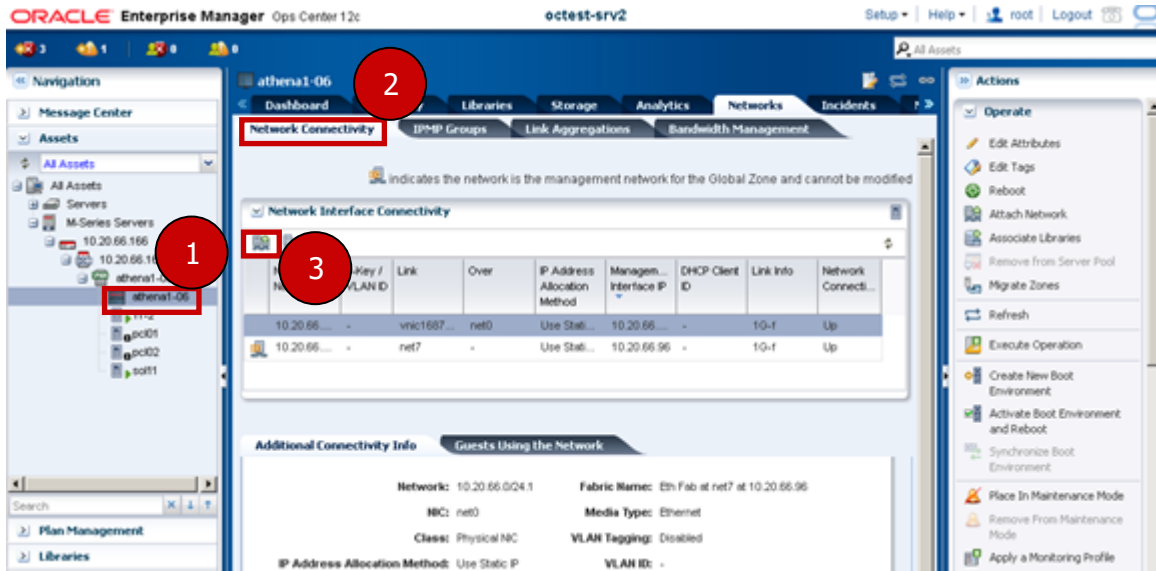 ORACLE Enterprise Manager Ops Center 12c
octest-srv2
Setup Help root Logout
3 1 0 0
All Assets
Navigation
Message Center
Assets
All Assets
All Assets
Servers
M-Series Servers
10.20.66.166
athena1-06
pcl01
pcl02
sol11
Search
Plan Management
Libraries
1
athena1-06
2
Dashboard Libraries Storage Analytics Networks Incidents
Network Connectivity IPMP Groups Link Aggregations Bandwidth Management
indicates the network is the management network for the Global Zone and cannot be modified
Network Interface Connectivity
3
Link Over IP Address Allocation Method Managem... Interface IP DHCP Client ID Link Info Network Connecti...
VLAN ID
10.20.66.... - vnic1687... net0 Use Stati... 10.20.66.... - 1G-f Up
10.20.66.... - net7 - Use Stati... 10.20.66.96 - 1G-f Up
Additional Connectivity Info Guests Using the Network
Network: 10.20.66.0/24.1 Fabric Name: Eth Fab at net7 at 10.20.66.96
NIC: net0 Media Type: Ethernet
Class: Physical NIC VLAN Tagging: Disabled
IP Address Allocation Method: Use Static IP VLAN ID: -
Actions
Operate
Edit Attributes
Edit Tags
Reboot
Attach Network
Associate Libraries
Remove from Server Pool
Migrate Zones
Refresh
Execute Operation
Create New Boot
Environment
Activate Boot Environment
and Reboot
Synchronize Boot
Environment
Place In Maintenance Mode
Remove From Maintenance
Mode
Apply a Monitoring Profile